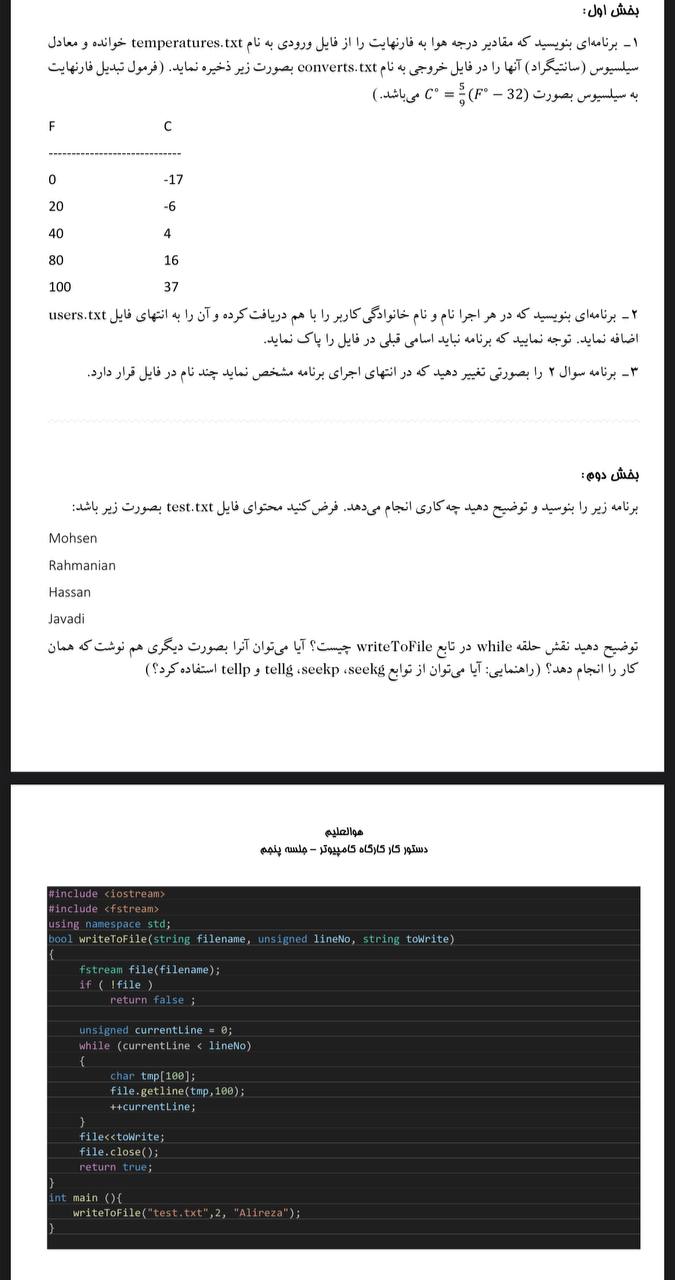 بخش اول:
۱_ برنامه‌ای بنویسید که مقادیر درجه هوا به فارنهایت را از فایل ورودی به نام temperatures.txt خوانده و معادل
سیلسیوس (سانتیگراد) آنها را در فایل خروجی به نام converts.txt بصورت زیر ذخیره نماید. (فرمول تبدیل فارنهایت
به سیلسیوس بصورت C° = 5/9 (F° − 32) می‌باشد.)
F C
-----------------------------
0 -17
20 -6
40 4
80 16
100 37
۲_ برنامه‌ای بنویسید که در هر اجرا نام و نام خانوادگی کاربر را با هم دریافت کرده و آن را به انتهای فایل users.txt
اضافه نماید. توجه نمایید که برنامه نباید اسامی قبلی در فایل را پاک نماید.
۳_ برنامه سوال ۲ را بصورتی تغییر دهید که در انتهای اجرای برنامه مشخص نماید چند نام در فایل قرار دارد.
بخش دوم:
برنامه زیر را بنوسید و توضیح دهید چه کاری انجام می‌دهد. فرض کنید محتوای فایل test.txt بصورت زیر باشد:
Mohsen
Rahmanian
Hassan
Javadi
توضیح دهید نقش حلقه while در تابع writeToFile چیست؟ آیا می‌توان آنرا بصورت دیگری هم نوشت که همان
کار را انجام دهد؟ (راهنمایی: آیا می‌توان از توابع seekg، seekp، tellg و tellp استفاده کرد؟)
هوالعلیم
دستور کار کارگاه کامپیوتر – جلسه پنجم
#include <iostream>
#include <fstream>
using namespace std;
bool writeToFile(string filename, unsigned lineNo, string toWrite)
{
fstream file(filename);
if ( !file )
return false ;
unsigned currentLine = 0;
while (currentLine < lineNo)
{
char tmp[100];
file.getline(tmp,100);
++currentLine;
}
file<<toWrite;
file.close();
return true;
}
int main (){
writeToFile("test.txt",2, "Alireza");
}